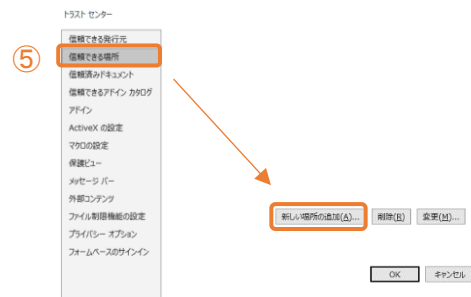 トラスト センター
⑤
信頼できる発行元
信頼できる場所
信頼済みドキュメント
信頼できるアドイン カタログ
アドイン
ActiveX の設定
マクロの設定
保護ビュー
メッセージ バー
外部コンテンツ
ファイル制限機能の設定
プライバシー オプション
フォームベースのサインイン
新しい場所の追加(A)... 削除(R) 変更(M)...
OK キャンセル